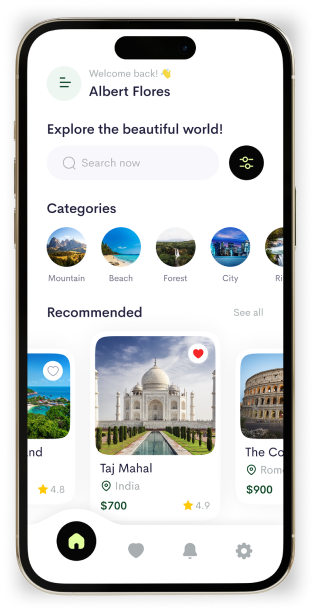 Welcome back! 👋
Albert Flores
Explore the beautiful world!
Search now
Categories
Mountain
Beach
Forest
City
Ri
Recommended
See all
nd
4.8
Taj Mahal
India
$700
4.9
The Co
Rome
$900